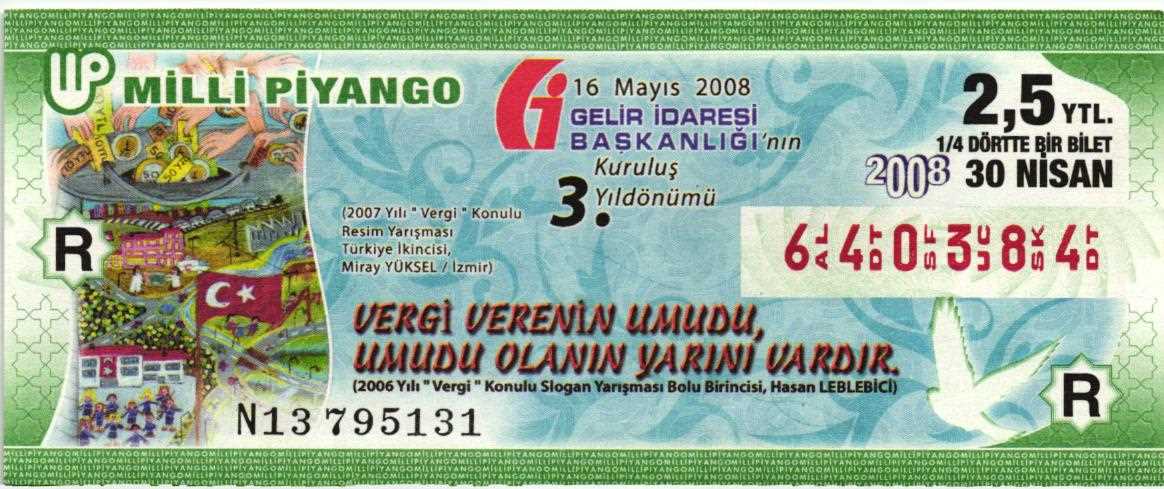 MİLLİ PİYANGO
16 Mayıs 2008
GELİR İDARESİ
BAŞKANLIĞI'nın
Kuruluş
3. Yıldönümü
2,5 YTL.
1/4 DÖRTTE BİR BİLET
2008 30 NİSAN
(2007 Yılı " Vergi " Konulu
Resim Yarışması
Türkiye İkincisi,
Miray YÜKSEL / İzmir)
R
6 AL 4 DT 0 SF 3 UC 8 SK 4 DT
VERGİ VERENİN UMUDU,
UMUDU OLANIN YARINI VARDIR.
(2006 Yılı " Vergi " Konulu Slogan Yarışması Bolu Birincisi, Hasan LEBLEBİCİ)
R
N13 795131